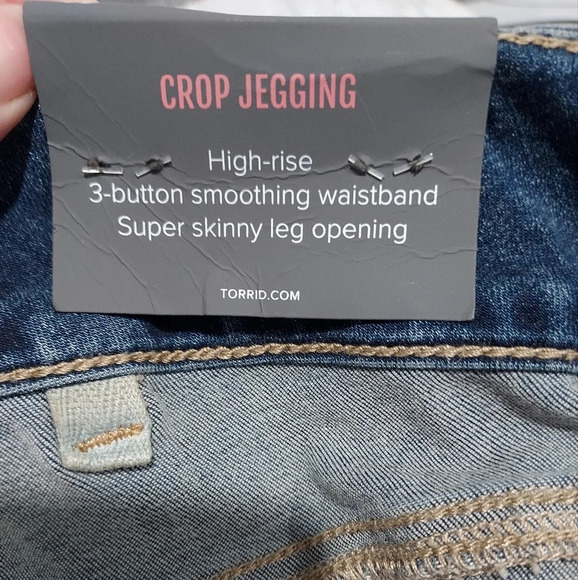 CROP JEGGING
High-rise
3-button smoothing waistband
Super skinny leg opening
TORRID.COM